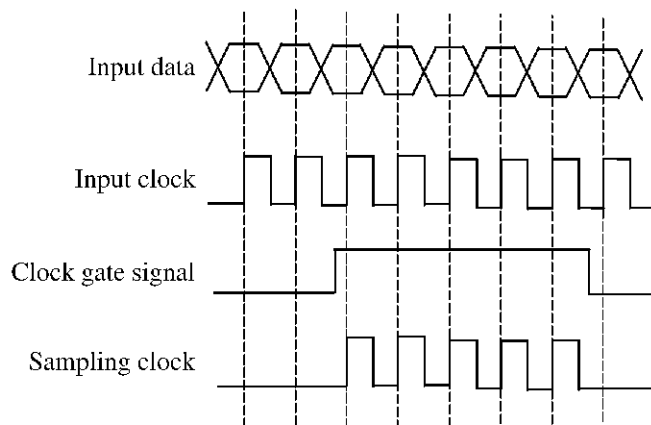 Input data
Input clock
Clock gate signal
Sampling clock